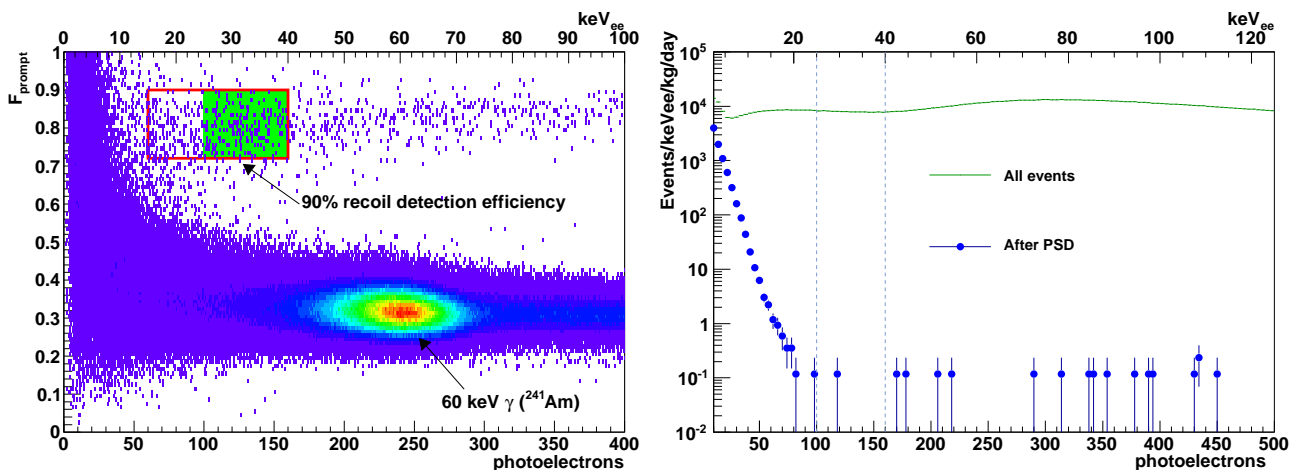 keVee
0 10 20 30 40 50 60 70 80 90 100
Fprompt
1
0.9
0.8
0.7
0.6
0.5
0.4
0.3
0.2
0.1
0
90% recoil detection efficiency
60 keV γ (241Am)
0 50 100 150 200 250 300 350 400
photoelectrons
keVee
20 40 60 80 100 120
Events/keVee/kg/day
10^5
10^4
10^3
10^2
10
1
10^-1
10^-2
All events
After PSD
50 100 150 200 250 300 350 400 450 500
photoelectrons